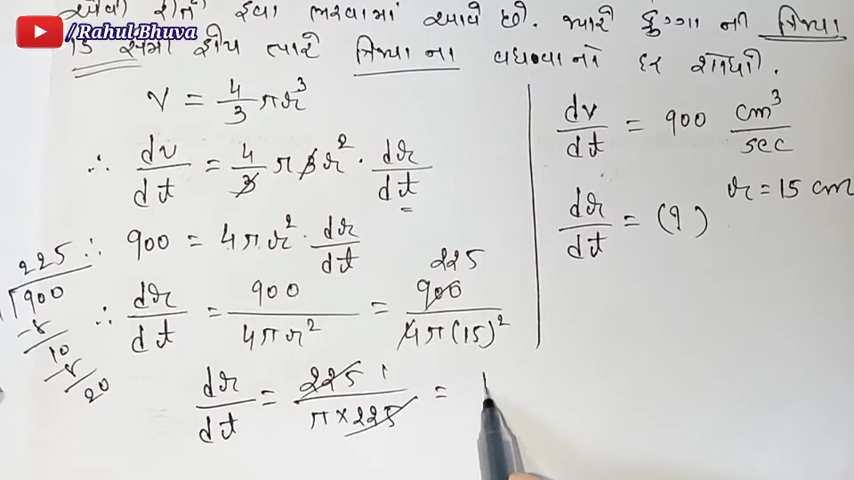 રીતે હવા ભરવામાં આવે છે. જ્યારે ફુગ્ગા ની ત્રિજ્યા
/Rahul Bhuva
15 સેમી હોય ત્યારે ત્રિજ્યા ના વધવાનો દર શોધો.
V = 4/3 πr³
∴ dv/dt = 4/3 π 3r² · dr/dt
∴ 900 = 4πr² · dr/dt
∴ dr/dt = 900/4πr² = 900/4π(15)²
225
dr/dt = 225/π×225 =
1
dv/dt = 900 cm³/sec
r = 15 cm
dr/dt = (?)
225
900
-8
10
-8
20